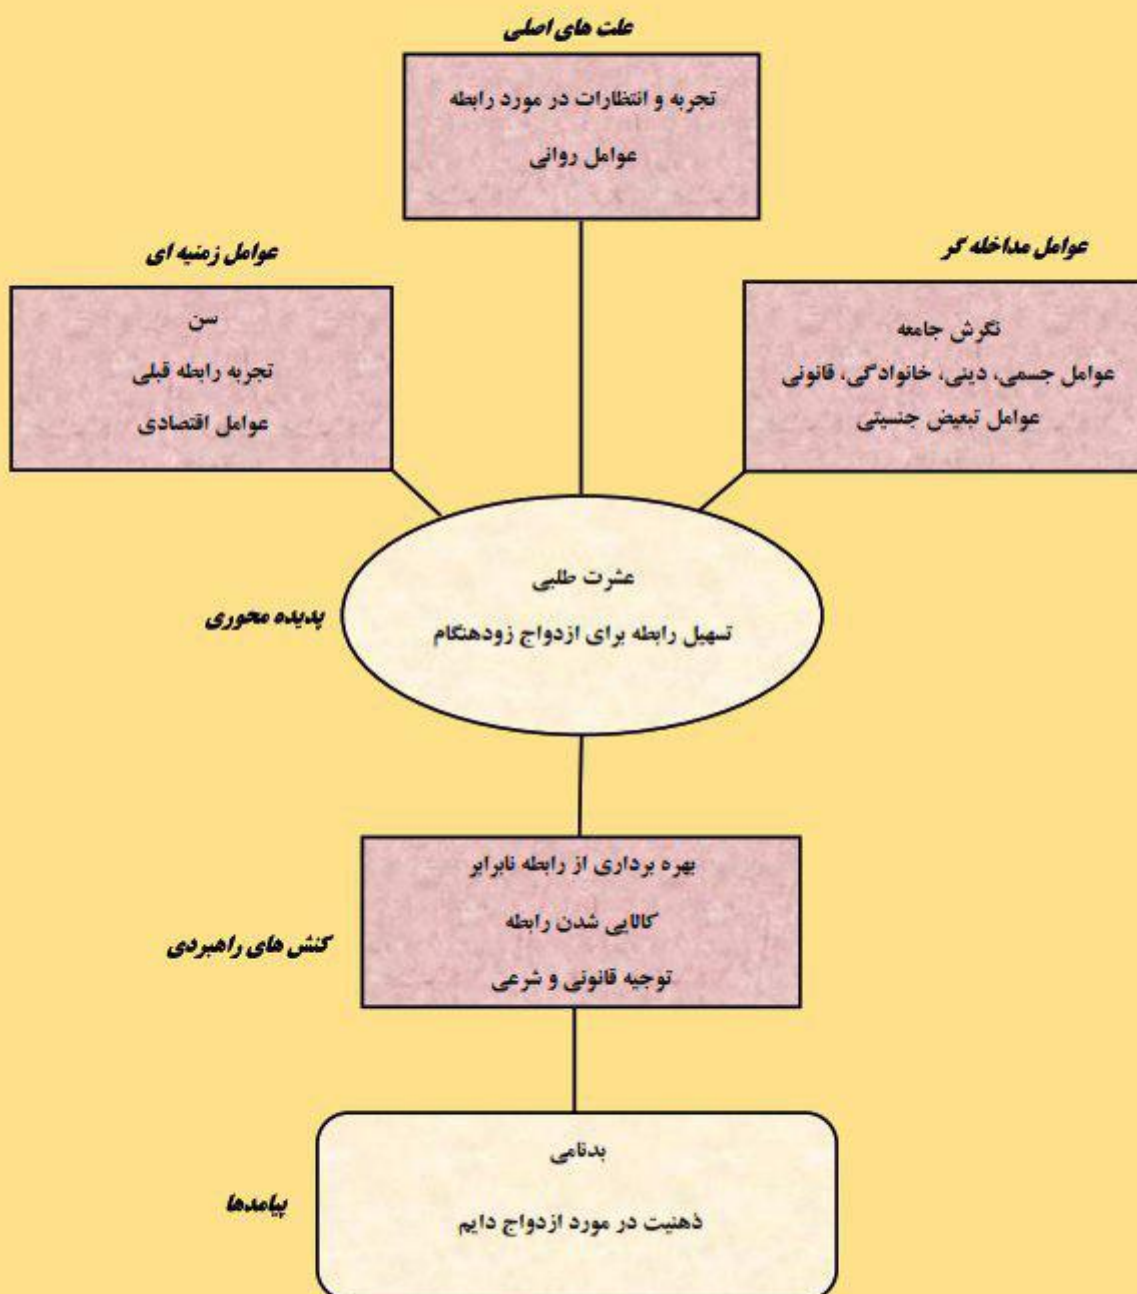 علت های اصلی
تجربه و انتظارات در مورد رابطه
عوامل روانی
عوامل مداخله گر
نگرش جامعه
عوامل جسمی، دینی، خانوادگی، قانونی
عوامل تبعیض جنسیتی
عوامل زمنیه ای
سن
تجربه رابطه قبلی
عوامل اقتصادی
پدیده محوری
عشرت طلبی
تسهیل رابطه برای ازدواج زودهنگام
کنش های راهبردی
بهره برداری از رابطه نابرابر
کالایی شدن رابطه
توجیه قانونی و شرعی
پیامدها
بدنامی
ذهنیت در مورد ازدواج دایم